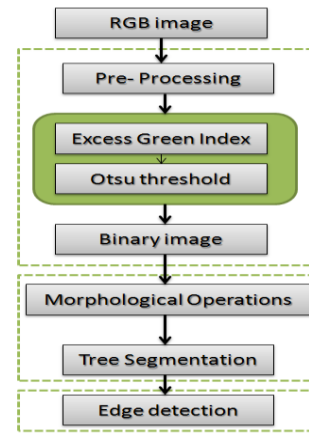 RGB image
Pre- Processing
Excess Green Index
Otsu threshold
Binary image
Morphological Operations
Tree Segmentation
Edge detection